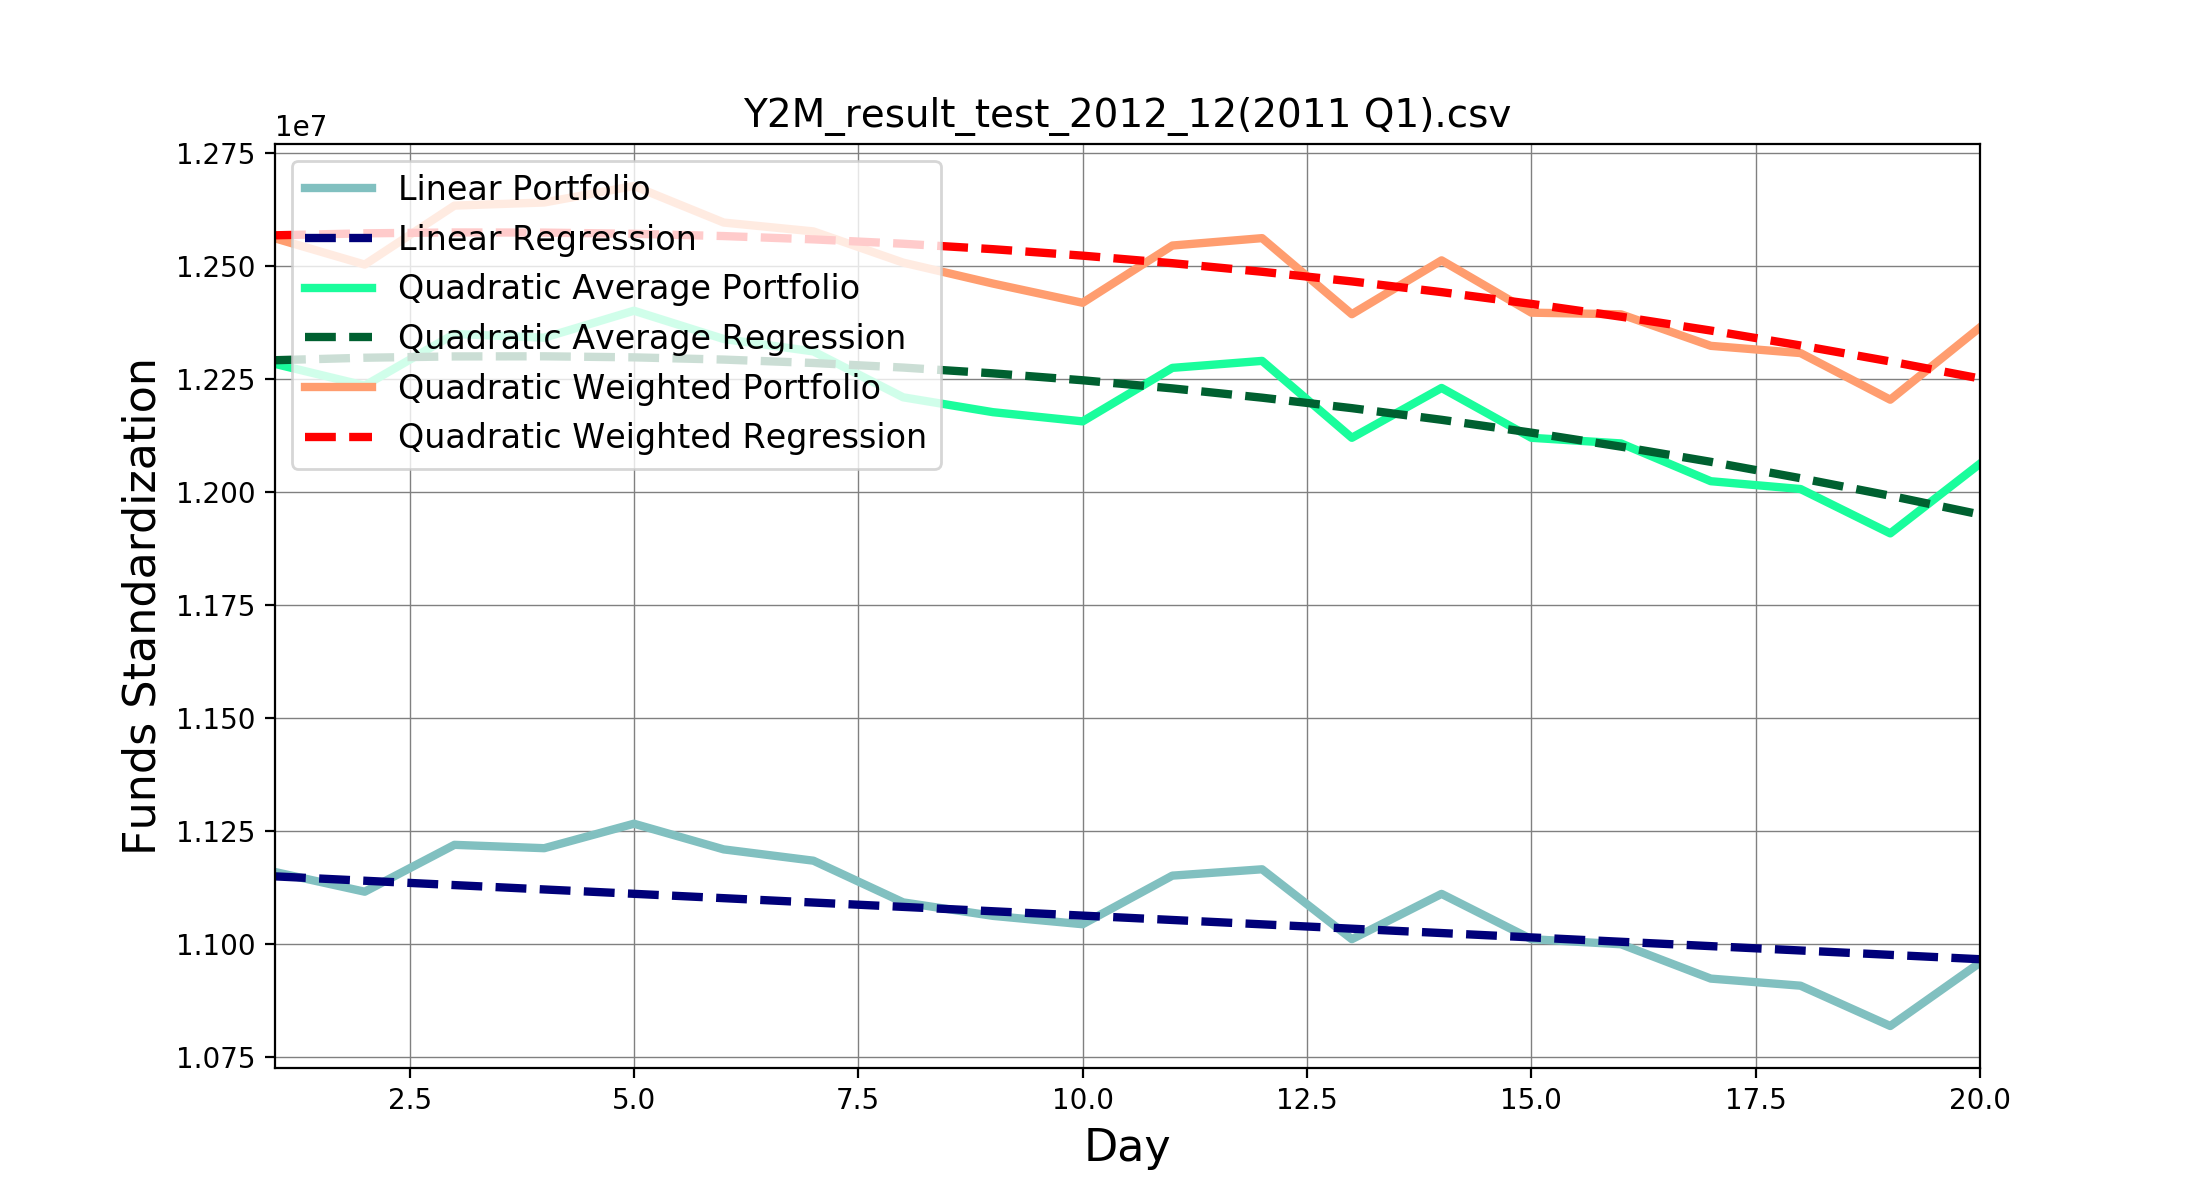 Y2M_result_test_2012_12(2011 Q1).csv
1e7
1.275
1.250
1.225
1.200
1.175
1.150
1.125
1.100
1.075
Funds Standardization
Linear Portfolio
Linear Regression
Quadratic Average Portfolio
Quadratic Average Regression
Quadratic Weighted Portfolio
Quadratic Weighted Regression
2.5 5.0 7.5 10.0 12.5 15.0 17.5 20.0
Day